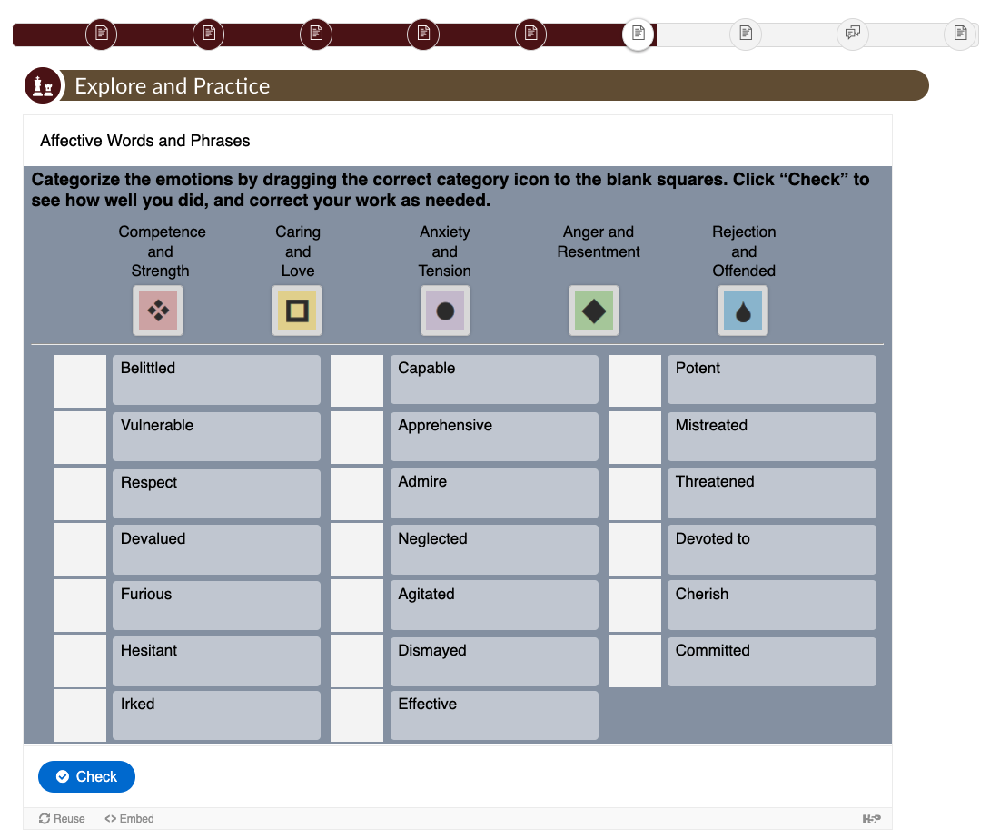 Explore and Practice
Affective Words and Phrases
Categorize the emotions by dragging the correct category icon to the blank squares. Click “Check” to
see how well you did, and correct your work as needed.
Competence
and
Strength
Caring
and
Love
Anxiety
and
Tension
Anger and
Resentment
Rejection
and
Offended
Belittled
Capable
Potent
Vulnerable
Apprehensive
Mistreated
Respect
Admire
Threatened
Devalued
Neglected
Devoted to
Furious
Agitated
Cherish
Hesitant
Dismayed
Committed
Irked
Effective
Check
Reuse
<> Embed
H5P